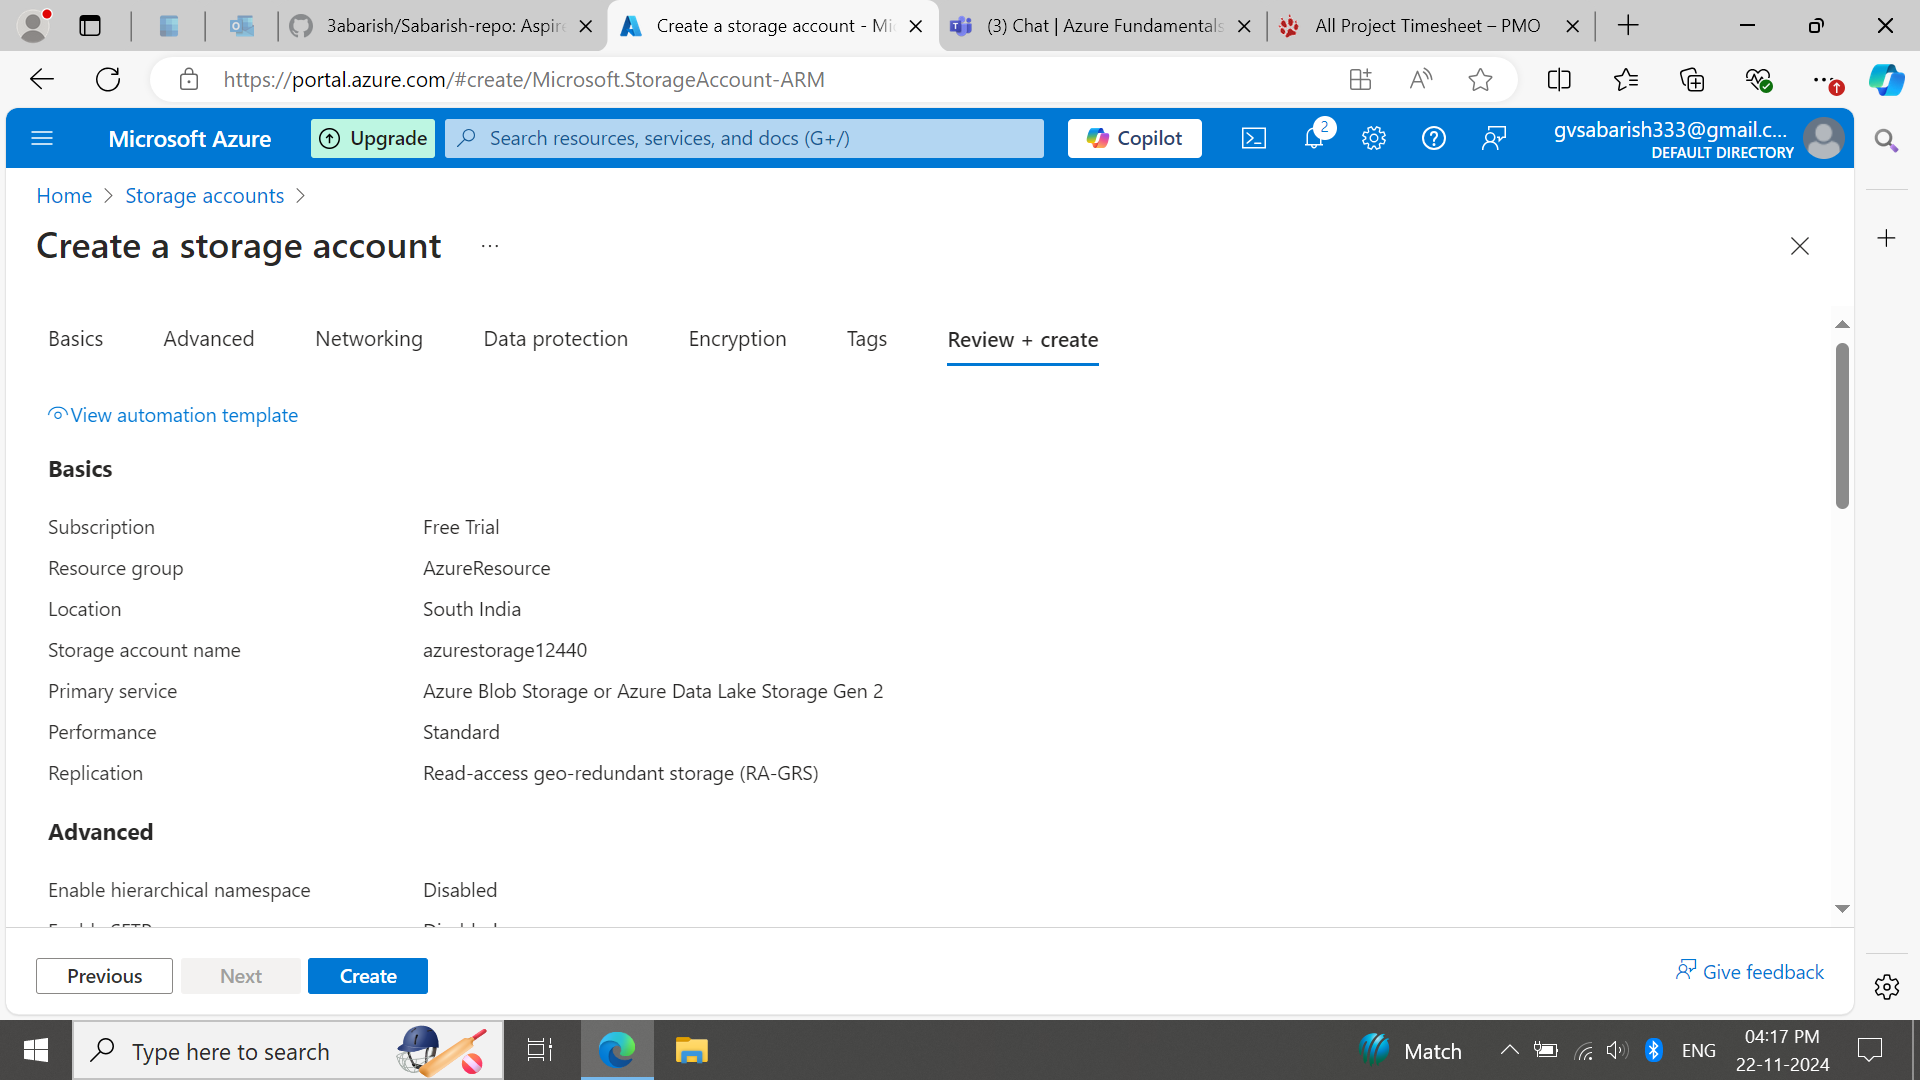 3abarish/Sabarish-repo: Aspire
Create a storage account - Mi
(3) Chat | Azure Fundamentals
All Project Timesheet – PMO
https://portal.azure.com/#create/Microsoft.StorageAccount-ARM
Microsoft Azure
Upgrade
Search resources, services, and docs (G+/)
Copilot
2
gvsabarish333@gmail.c...
DEFAULT DIRECTORY
Home > Storage accounts >
Create a storage account ...
Basics
Advanced
Networking
Data protection
Encryption
Tags
Review + create
View automation template
Basics
Subscription Free Trial
Resource group AzureResource
Location South India
Storage account name azurestorage12440
Primary service Azure Blob Storage or Azure Data Lake Storage Gen 2
Performance Standard
Replication Read-access geo-redundant storage (RA-GRS)
Advanced
Enable hierarchical namespace Disabled
Previous
Next
Create
Give feedback
Type here to search
Match
ENG
04:17 PM
22-11-2024